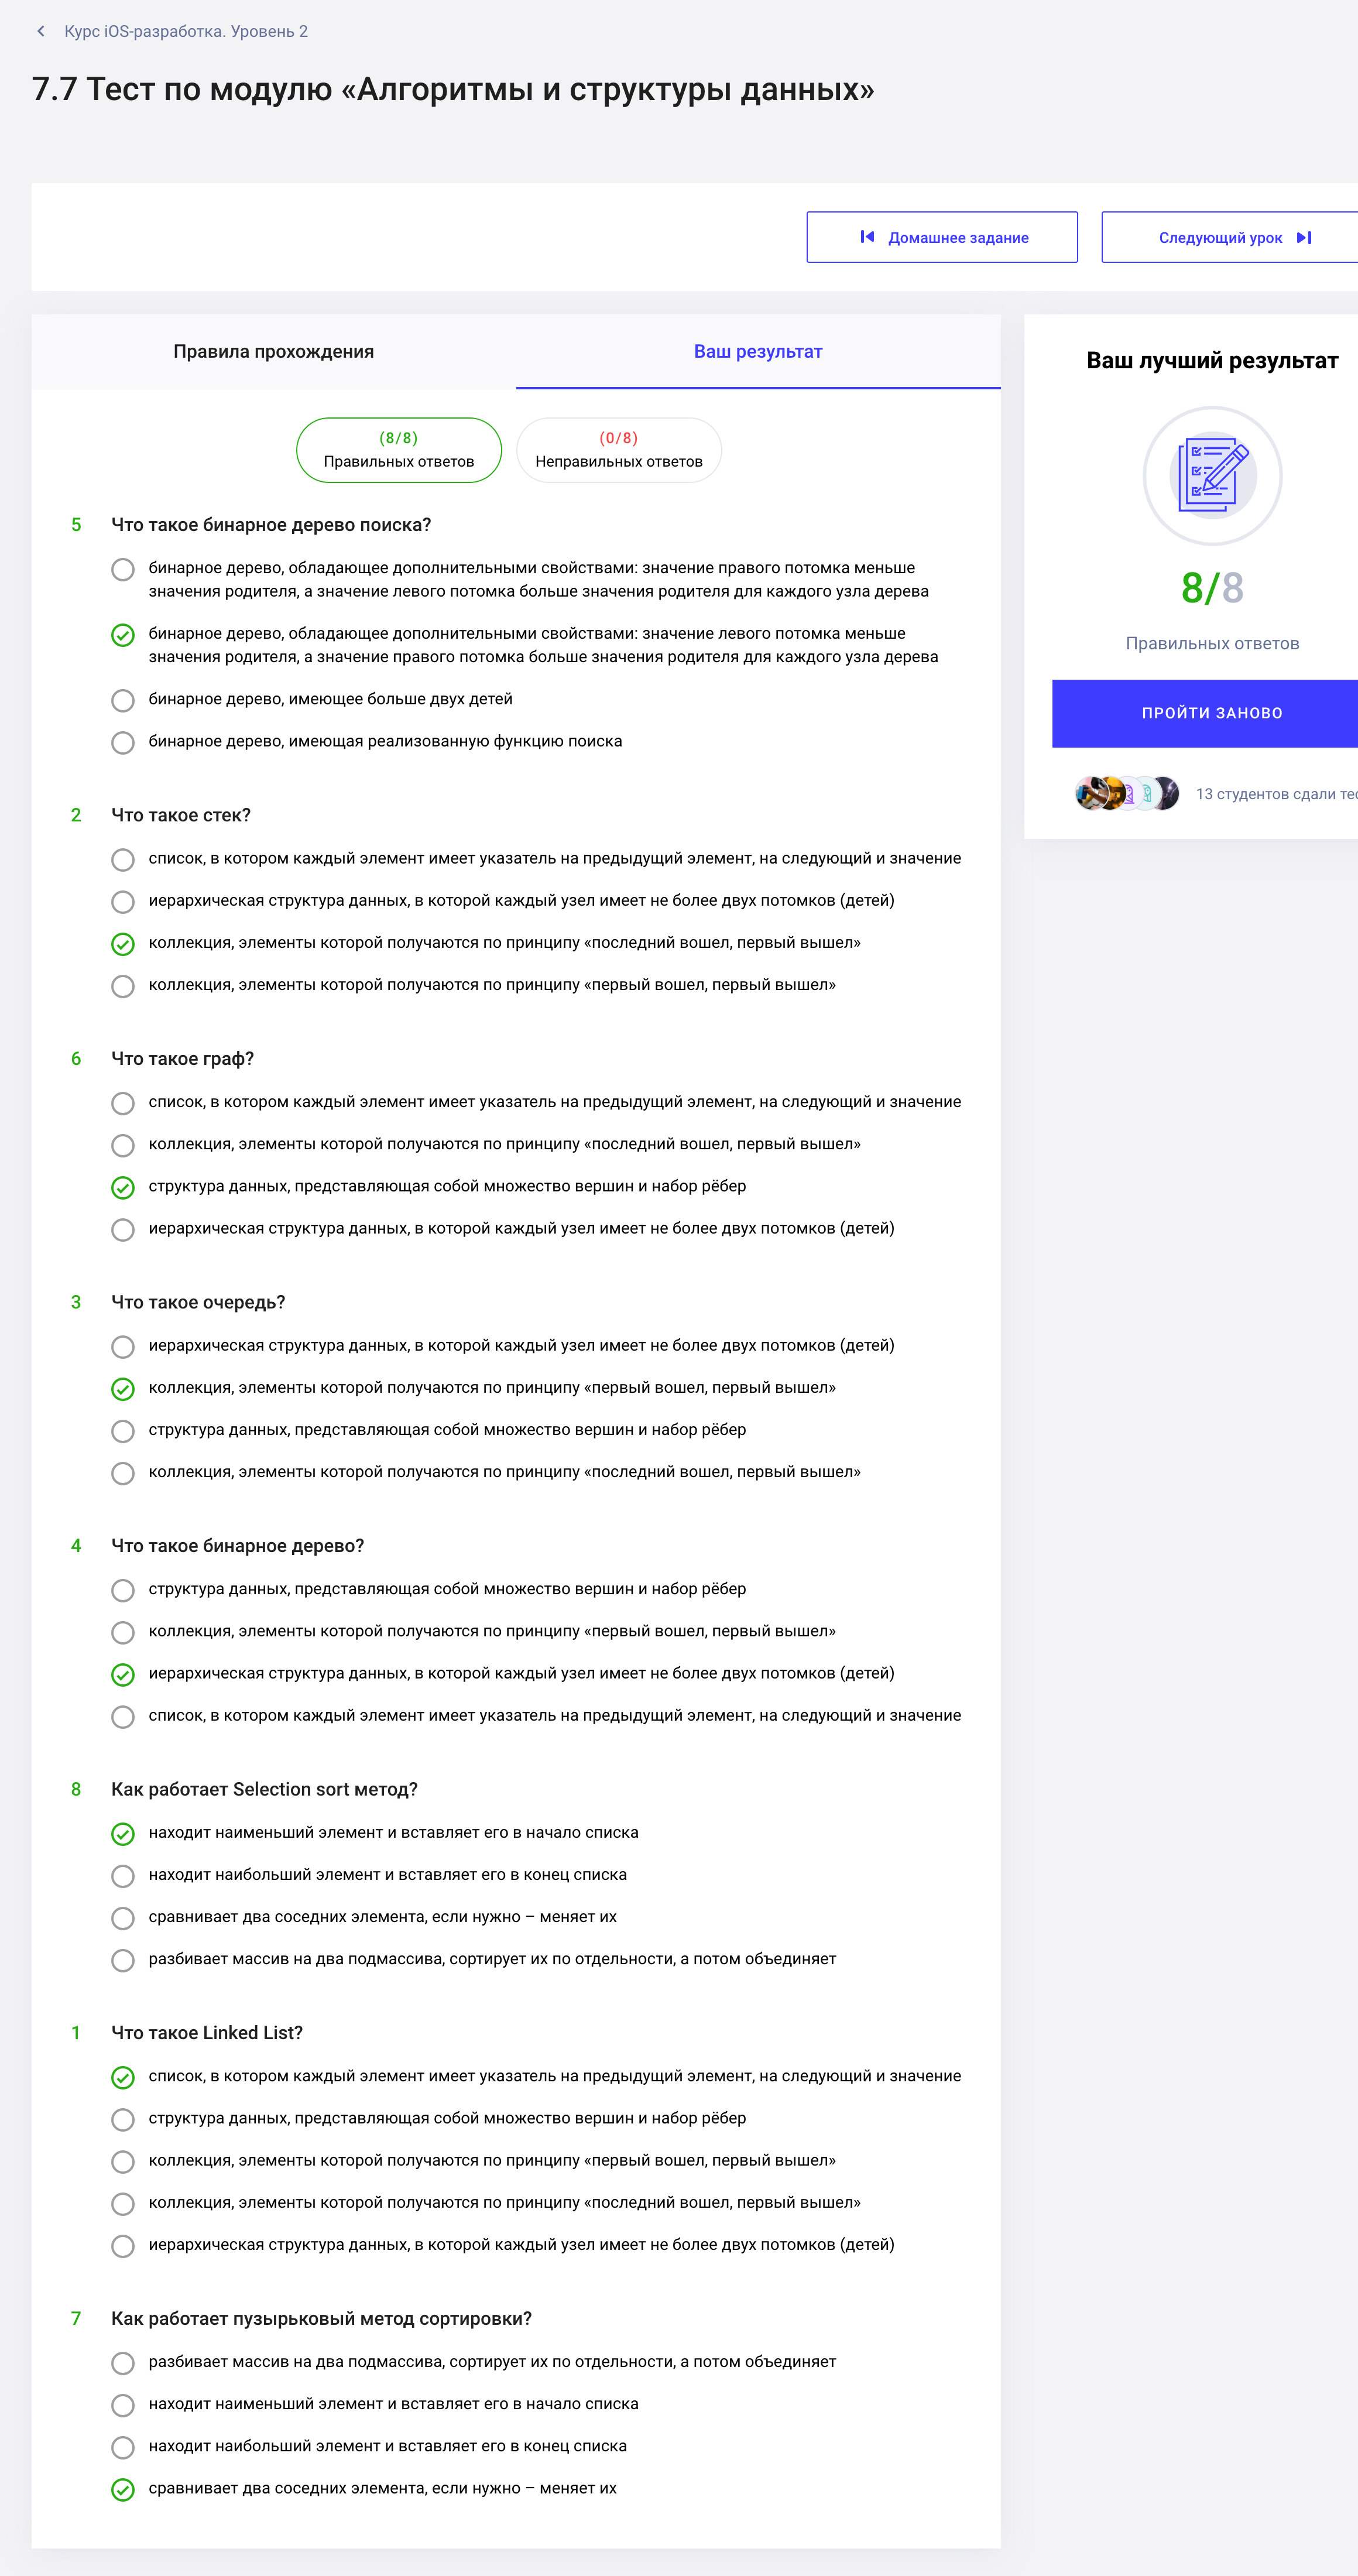 Курс iOS-разработка. Уровень 2
7.7 Тест по модулю «Алгоритмы и структуры данных»
Домашнее задание
Следующий урок
Правила прохождения
Ваш результат
(8/8)
Правильных ответов
(0/8)
Неправильных ответов
5 Что такое бинарное дерево поиска?
бинарное дерево, обладающее дополнительными свойствами: значение правого потомка меньше
значения родителя, а значение левого потомка больше значения родителя для каждого узла дерева
бинарное дерево, обладающее дополнительными свойствами: значение левого потомка меньше
значения родителя, а значение правого потомка больше значения родителя для каждого узла дерева
бинарное дерево, имеющее больше двух детей
бинарное дерево, имеющая реализованную функцию поиска
2 Что такое стек?
список, в котором каждый элемент имеет указатель на предыдущий элемент, на следующий и значение
иерархическая структура данных, в которой каждый узел имеет не более двух потомков (детей)
коллекция, элементы которой получаются по принципу «последний вошел, первый вышел»
коллекция, элементы которой получаются по принципу «первый вошел, первый вышел»
6 Что такое граф?
список, в котором каждый элемент имеет указатель на предыдущий элемент, на следующий и значение
коллекция, элементы которой получаются по принципу «последний вошел, первый вышел»
структура данных, представляющая собой множество вершин и набор рёбер
иерархическая структура данных, в которой каждый узел имеет не более двух потомков (детей)
3 Что такое очередь?
иерархическая структура данных, в которой каждый узел имеет не более двух потомков (детей)
коллекция, элементы которой получаются по принципу «первый вошел, первый вышел»
структура данных, представляющая собой множество вершин и набор рёбер
коллекция, элементы которой получаются по принципу «последний вошел, первый вышел»
4 Что такое бинарное дерево?
структура данных, представляющая собой множество вершин и набор рёбер
коллекция, элементы которой получаются по принципу «первый вошел, первый вышел»
иерархическая структура данных, в которой каждый узел имеет не более двух потомков (детей)
список, в котором каждый элемент имеет указатель на предыдущий элемент, на следующий и значение
8 Как работает Selection sort метод?
находит наименьший элемент и вставляет его в начало списка
находит наибольший элемент и вставляет его в конец списка
сравнивает два соседних элемента, если нужно – меняет их
разбивает массив на два подмассива, сортирует их по отдельности, а потом объединяет
1 Что такое Linked List?
список, в котором каждый элемент имеет указатель на предыдущий элемент, на следующий и значение
структура данных, представляющая собой множество вершин и набор рёбер
коллекция, элементы которой получаются по принципу «первый вошел, первый вышел»
коллекция, элементы которой получаются по принципу «последний вошел, первый вышел»
иерархическая структура данных, в которой каждый узел имеет не более двух потомков (детей)
7 Как работает пузырьковый метод сортировки?
разбивает массив на два подмассива, сортирует их по отдельности, а потом объединяет
находит наименьший элемент и вставляет его в начало списка
находит наибольший элемент и вставляет его в конец списка
сравнивает два соседних элемента, если нужно – меняет их
Ваш лучший результат
8/8
Правильных ответов
ПРОЙТИ ЗАНОВО
13 студентов сдали